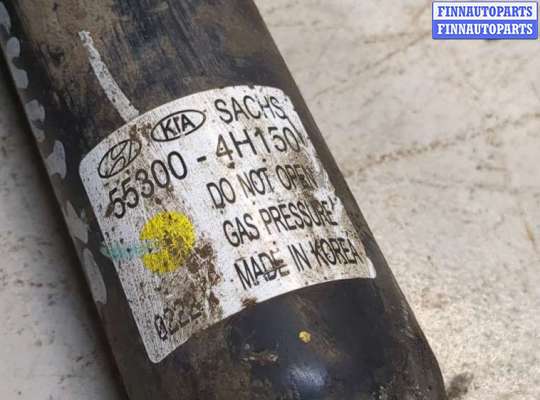 FINNAUTOPARTS
FINNAUTOPARTS
KIA SACHS
55300 - 4H150
DO NOT OPEN
GAS PRESSURE
MADE IN KOREA